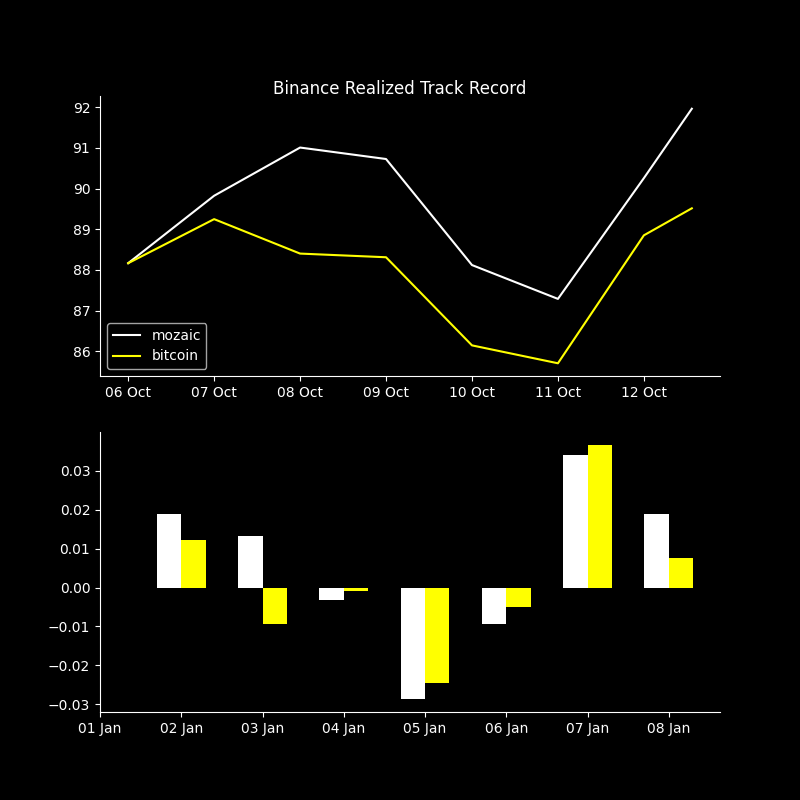 Binance Realized Track Record
92
91
90
89
88
87
86
mozaic
bitcoin
06 Oct 07 Oct 08 Oct 09 Oct 10 Oct 11 Oct 12 Oct
0.03
0.02
0.01
0.00
−0.01
−0.02
−0.03
01 Jan 02 Jan 03 Jan 04 Jan 05 Jan 06 Jan 07 Jan 08 Jan